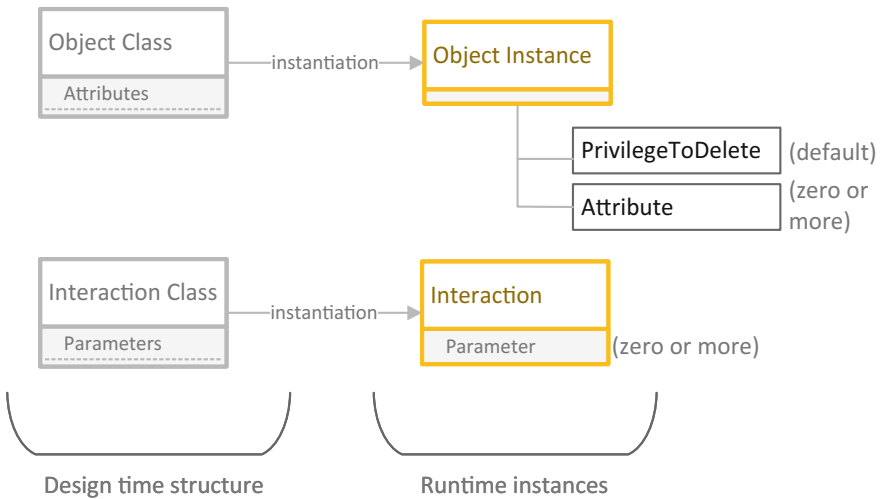 Object Class
Attributes
instantiation
Object Instance
PrivilegeToDelete
(default)
Attribute
(zero or
more)
Interaction Class
Parameters
instantiation
Interaction
Parameter
(zero or more)
Design time structure
Runtime instances